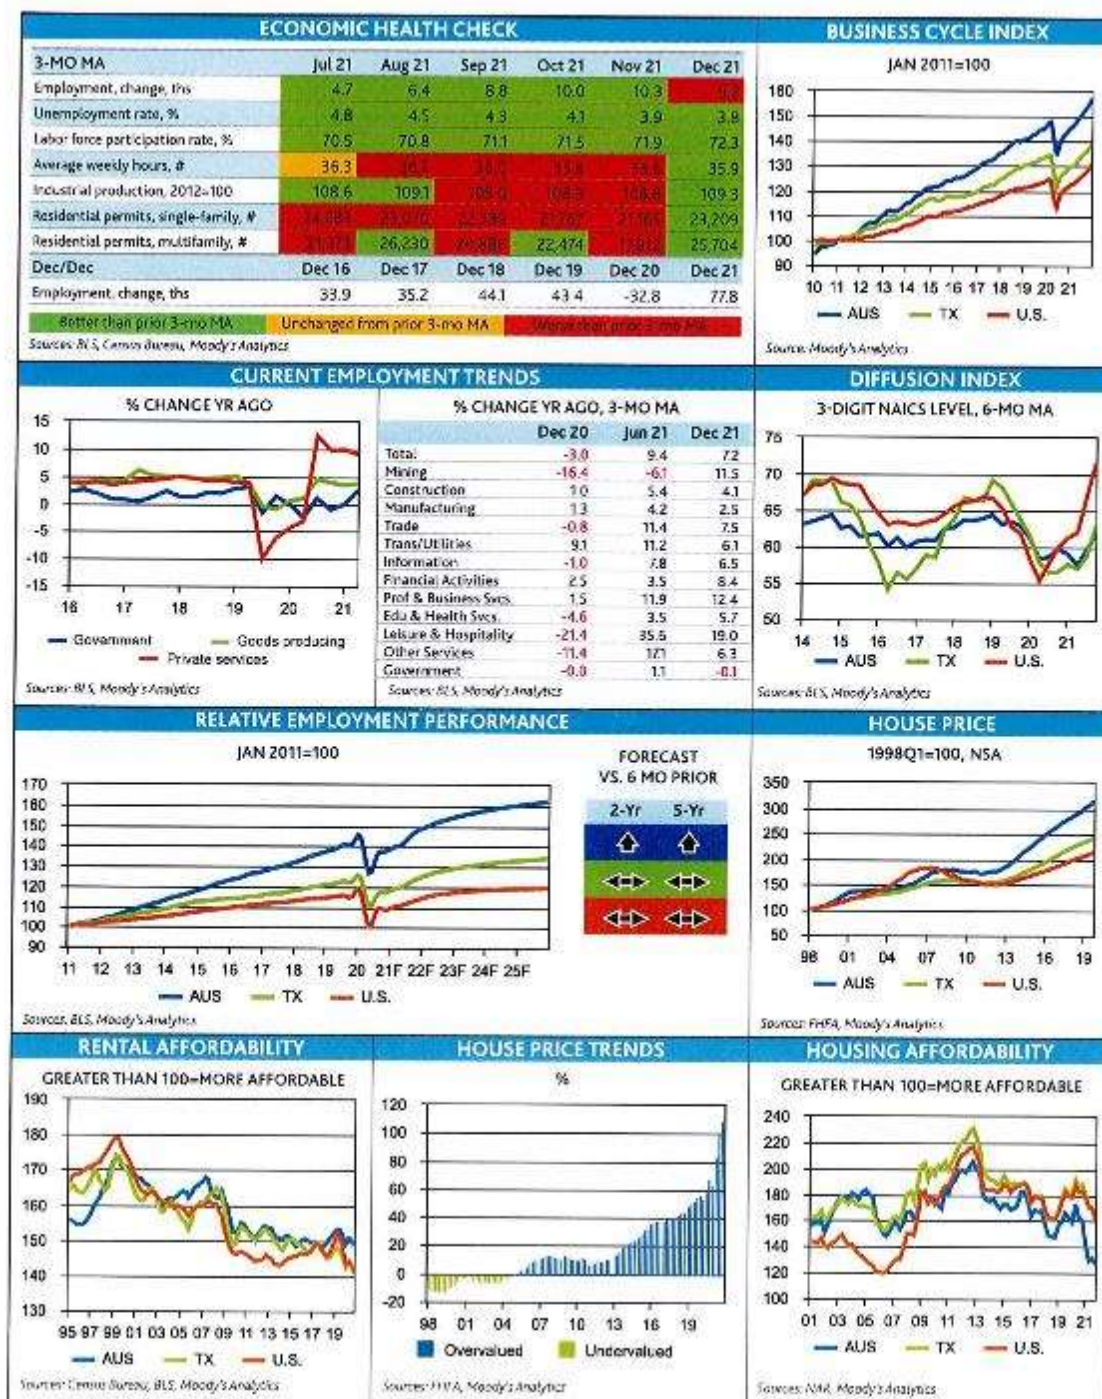 ECONOMIC HEALTH CHECK
3-MO MA Jul 21 Aug 21 Sep 21 Oct 21 Nov 21 Dec 21
Employment, change, ths 4.7 6.4 8.8 10.0 10.3
Unemployment rate, % 4.8 4.5 4.3 4.1 3.9 3.8
Labor force participation rate, % 70.5 70.8 71.1 71.5 71.9 72.3
Average weekly hours, # 36.3 35.9
Industrial production, 2012=100 108.6 109.1 109.3
Residential permits, single-family, # 23,209
Residential permits, multifamily, # 26,230 22,474 25,704
Dec/Dec Dec 16 Dec 17 Dec 18 Dec 19 Dec 20 Dec 21
Employment, change, ths 33.9 35.2 44.1 43.4 -32.8 77.8
Better than prior 3-mo MA Unchanged from prior 3-mo MA Worse than prior 3-mo MA
Sources: BLS, Census Bureau, Moody's Analytics
BUSINESS CYCLE INDEX
JAN 2011=100
160
150
140
130
120
110
100
90
10 11 12 13 14 15 16 17 18 19 20 21
AUS TX U.S.
Source: Moody's Analytics
CURRENT EMPLOYMENT TRENDS
% CHANGE YR AGO
15
10
5
0
-5
-10
-15
16 17 18 19 20 21
Government Goods producing
Private services
Sources: BLS, Moody's Analytics
% CHANGE YR AGO, 3-MO MA
Dec 20 Jun 21 Dec 21
Total -3.0 9.4 7.2
Mining -16.4 -6.1 11.5
Construction 1.0 5.4 4.1
Manufacturing 1.3 4.2 2.5
Trade -0.8 11.4 7.5
Trans/Utilities 9.1 11.2 6.1
Information -1.0 7.8 6.5
Financial Activities 2.5 3.5 8.4
Prof & Business Svcs. 1.5 11.9 12.4
Edu & Health Svcs. -4.6 3.5 5.7
Leisure & Hospitality -21.4 35.6 19.0
Other Services -11.4 17.1 6.3
Government 1.1 -0.1
Sources: BLS, Moody's Analytics
DIFFUSION INDEX
3-DIGIT NAICS LEVEL, 6-MO MA
75
70
65
60
55
50
14 15 16 17 18 19 20 21
AUS TX U.S.
Sources: BLS, Moody's Analytics
RELATIVE EMPLOYMENT PERFORMANCE
JAN 2011=100
170
160
150
140
130
120
110
100
90
11 12 13 14 15 16 17 18 19 20 21F 22F 23F 24F 25F
AUS TX U.S.
Sources: BLS, Moody's Analytics
FORECAST
VS. 6 MO PRIOR
2-Yr 5-Yr
HOUSE PRICE
1998Q1=100, NSA
350
300
250
200
150
100
50
98 01 04 07 10 13 16 19
AUS TX U.S.
Sources: FHFA, Moody's Analytics
RENTAL AFFORDABILITY
GREATER THAN 100=MORE AFFORDABLE
190
180
170
160
150
140
130
95 97 99 01 03 05 07 09 11 13 15 17 19
AUS TX U.S.
Sources: Census Bureau, BLS, Moody's Analytics
HOUSE PRICE TRENDS
%
120
100
80
60
40
20
0
-20
98 01 04 07 10 13 16 19
Overvalued Undervalued
Sources: FHFA, Moody's Analytics
HOUSING AFFORDABILITY
GREATER THAN 100=MORE AFFORDABLE
240
220
200
180
160
140
120
100
01 03 05 07 09 11 13 15 17 19 21
AUS TX U.S.
Sources: NAR, Moody's Analytics